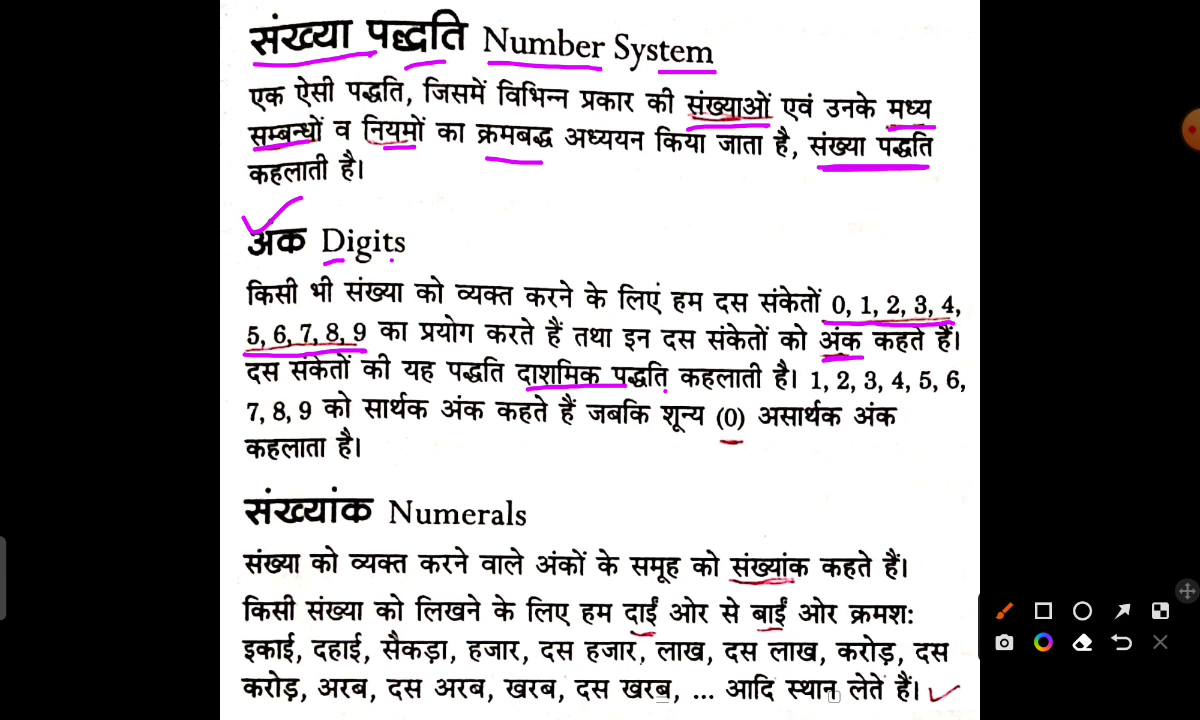 संख्या पद्धति Number System
एक ऐसी पद्धति, जिसमें विभिन्न प्रकार की संख्याओं एवं उनके मध्य
सम्बन्धों व नियमों का क्रमबद्ध अध्ययन किया जाता है, संख्या पद्धति
कहलाती है।
अंक Digits
किसी भी संख्या को व्यक्त करने के लिएं हम दस संकेतों 0, 1, 2, 3, 4,
5, 6, 7, 8, 9 का प्रयोग करते हैं तथा इन दस संकेतों को अंक कहते हैं।
दस संकेतों की यह पद्धति दाशमिक पद्धति कहलाती है। 1, 2, 3, 4, 5, 6,
7, 8, 9 को सार्थक अंक कहते हैं जबकि शून्य (0) असार्थक अंक
कहलाता है।
संख्यांक Numerals
संख्या को व्यक्त करने वाले अंकों के समूह को संख्यांक कहते हैं।
किसी संख्या को लिखने के लिए हम दाईं ओर से बाईं ओर क्रमश:
इकाई, दहाई, सैकड़ा, हजार, दस हजार, लाख, दस लाख, करोड़, दस
करोड़, अरब, दस अरब, खरब, दस खरब, ... आदि स्थान लेते हैं।